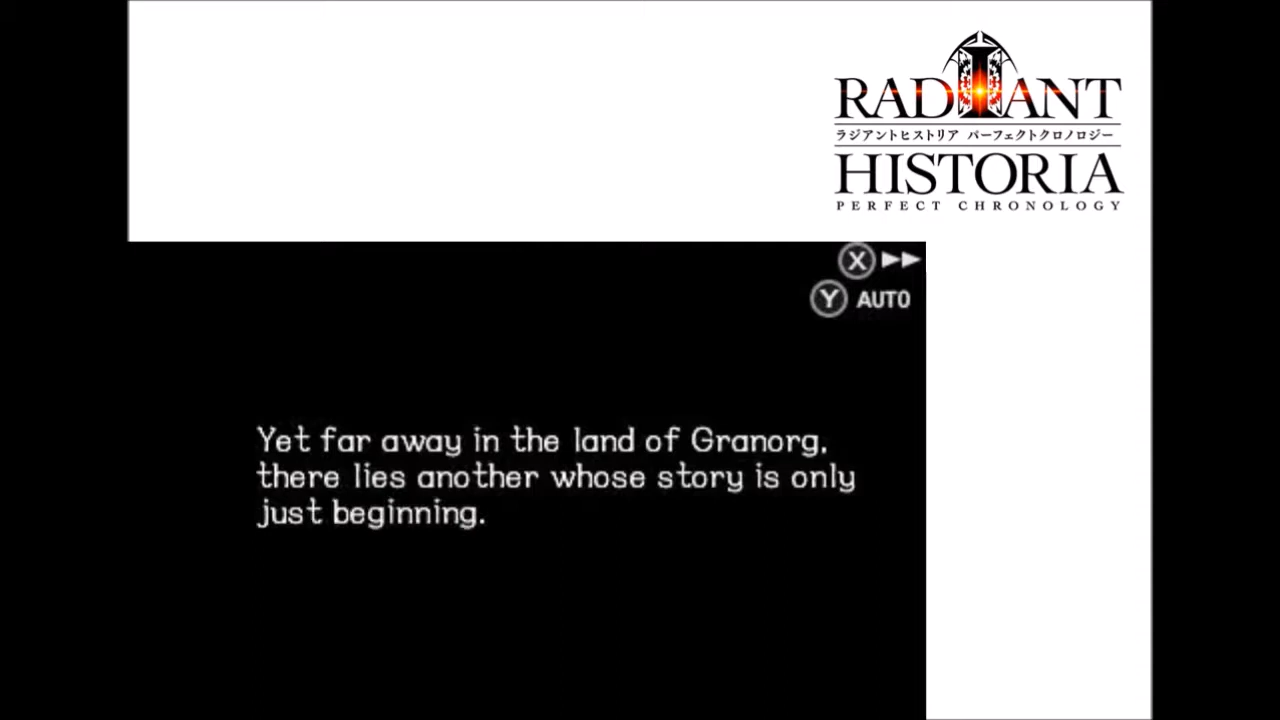 RADIANT
ラジアントヒストリア パーフェクトクロノロジー
HISTORIA
PERFECT CHRONOLOGY
X
Y AUTO
Yet far away in the land of Granorg,
there lies another whose story is only
just beginning.